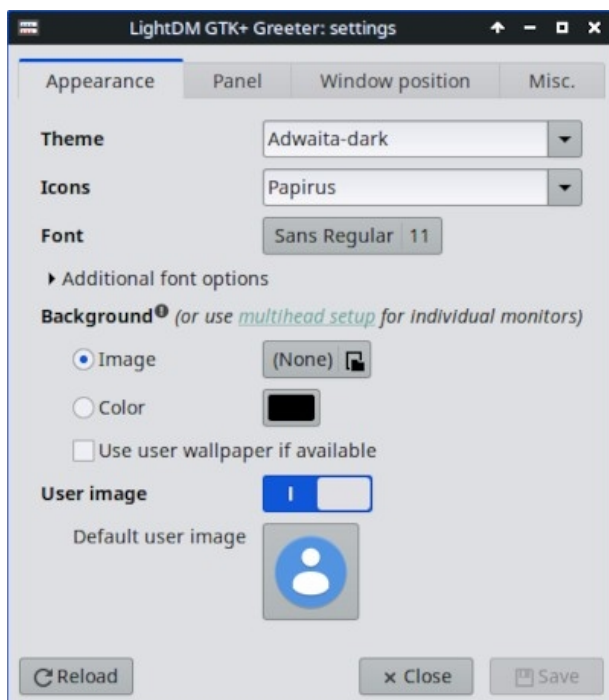 LightDM GTK+ Greeter: settings
Appearance Panel Window position Misc.
Theme Adwaita-dark
Icons Papirus
Font Sans Regular 11
Additional font options
Background (or use multihead setup for individual monitors)
Image (None)
Color
Use user wallpaper if available
User image
Default user image
Reload Close Save